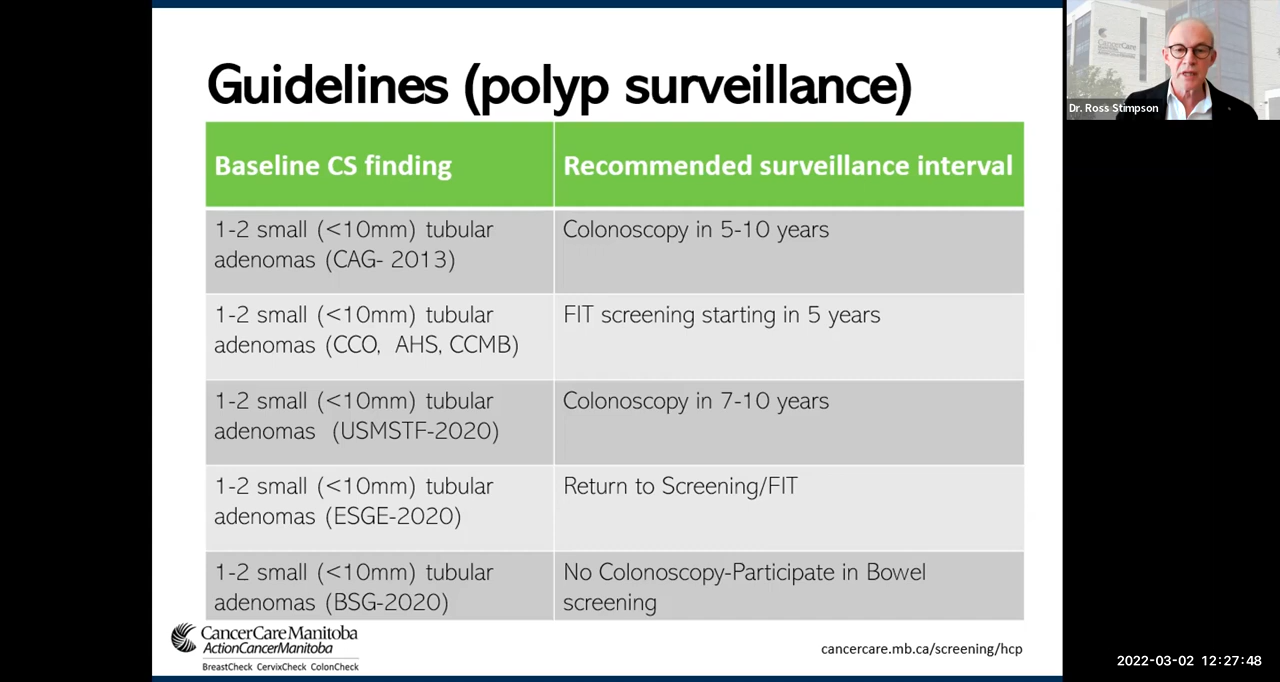 Guidelines (polyp surveillance)
Baseline CS finding
Recommended surveillance interval
1-2 small (<10mm) tubular
adenomas (CAG- 2013)
Colonoscopy in 5-10 years
1-2 small (<10mm) tubular
adenomas (CCO,  AHS, CCMB)
FIT screening starting in 5 years
1-2 small (<10mm) tubular
adenomas  (USMSTF-2020)
Colonoscopy in 7-10 years
1-2 small (<10mm) tubular
adenomas (ESGE-2020)
Return to Screening/FIT
1-2 small (<10mm) tubular
adenomas (BSG-2020)
No Colonoscopy-Participate in Bowel
screening
CancerCare Manitoba
ActionCancerManitoba
BreastCheck  CervixCheck  ColonCheck
cancercare.mb.ca/screening/hcp
CancerCare
Dr. Ross Stimpson
2022-03-02  12:27:48